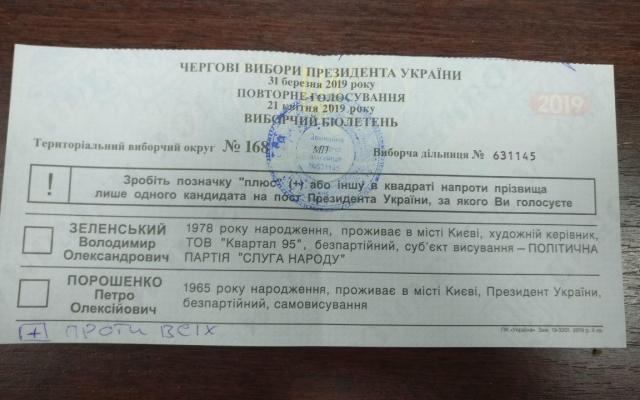 ЧЕРГОВІ ВИБОРИ ПРЕЗИДЕНТА УКРАЇНИ
31 березня 2019 року
ПОВТОРНЕ ГОЛОСУВАННЯ
21 квітня 2019 року
ВИБОРЧИЙ БЮЛЕТЕНЬ
2019
Територіальний виборчий округ № 168
МП
Виборча дільниця № 631145
! Зробіть позначку "плюс" (+) або іншу в квадраті напроти прізвища
лише одного кандидата на пост Президента України, за якого Ви голосуєте
ЗЕЛЕНСЬКИЙ
Володимир
Олександрович
1978 року народження, проживає в місті Києві, художній керівник,
ТОВ "Квартал 95", безпартійний, суб'єкт висування – ПОЛІТИЧНА
ПАРТІЯ "СЛУГА НАРОДУ"
ПОРОШЕНКО
Петро
Олексійович
1965 року народження, проживає в місті Києві, Президент України,
безпартійний, самовисування
+ ПРОТИ ВСІХ